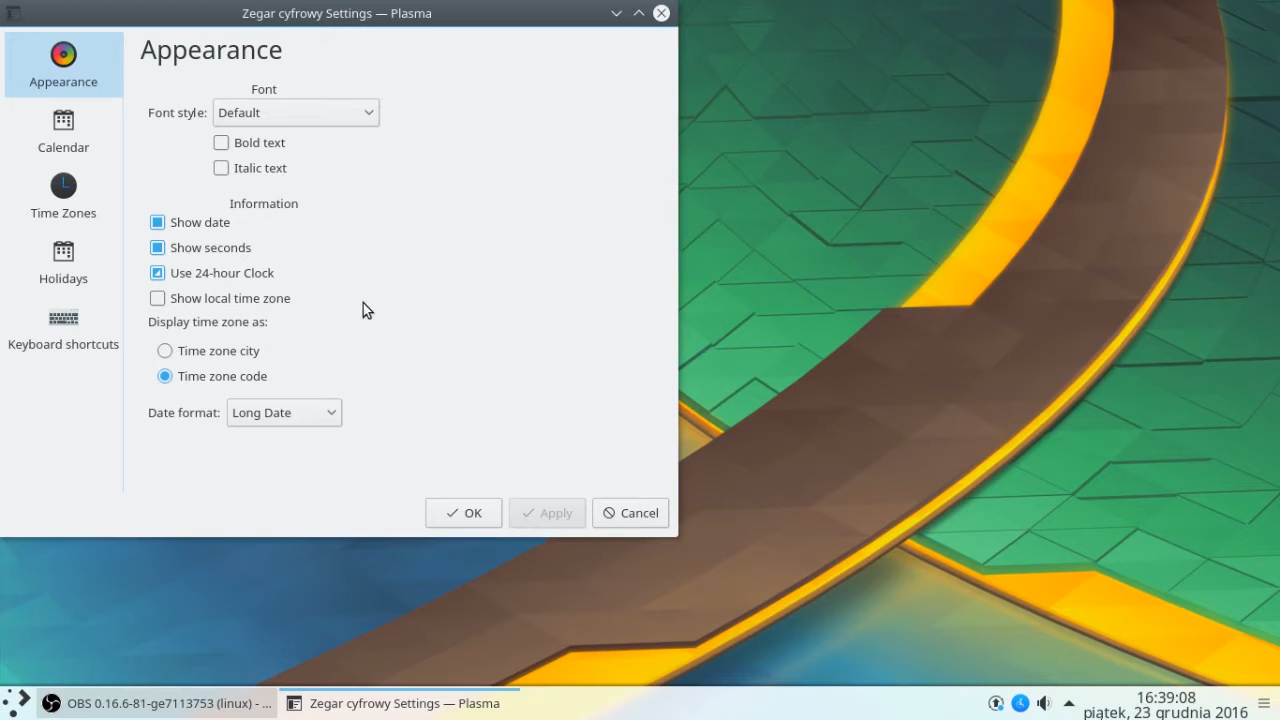 Zegar cyfrowy Settings — Plasma
Appearance
Calendar
Time Zones
Holidays
Keyboard shortcuts
Appearance
Font
Font style: Default
Bold text
Italic text
Information
Show date
Show seconds
Use 24-hour Clock
Show local time zone
Display time zone as:
Time zone city
Time zone code
Date format: Long Date
OK Apply Cancel
OBS 0.16.6-81-ge7113753 (linux) - ...
Zegar cyfrowy Settings — Plasma
16:39:08
piątek, 23 grudnia 2016